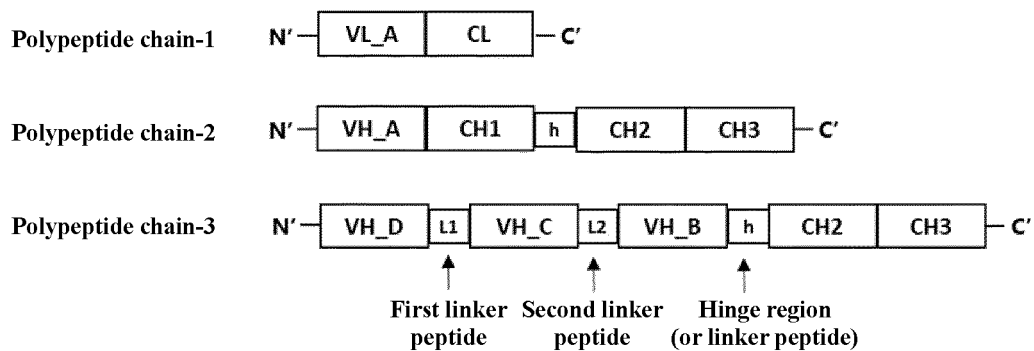 Polypeptide chain-1 N' VL_A CL C'
Polypeptide chain-2 N' VH_A CH1 h CH2 CH3 C'
Polypeptide chain-3 N' VH_D L1 VH_C L2 VH_B h CH2 CH3 C'
First linker peptide
Second linker peptide
Hinge region (or linker peptide)